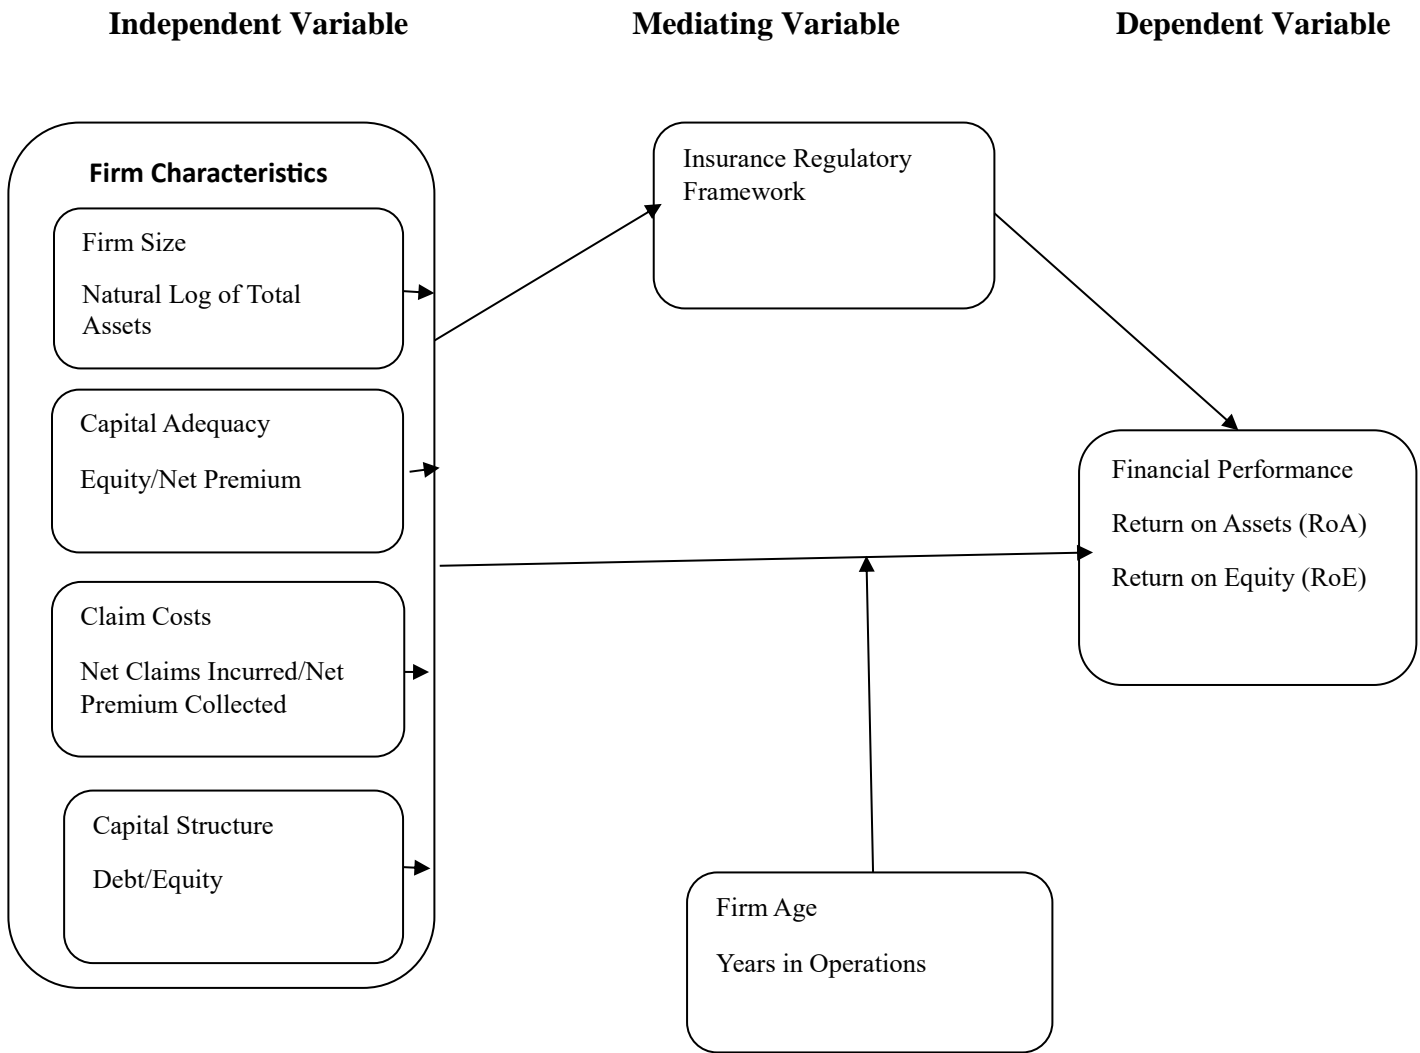 Independent Variable
Mediating Variable
Dependent Variable
Firm Characteristics
Firm Size
Natural Log of Total
Assets
Capital Adequacy
Equity/Net Premium
Claim Costs
Net Claims Incurred/Net
Premium Collected
Capital Structure
Debt/Equity
Insurance Regulatory
Framework
Financial Performance
Return on Assets (RoA)
Return on Equity (RoE)
Firm Age
Years in Operations